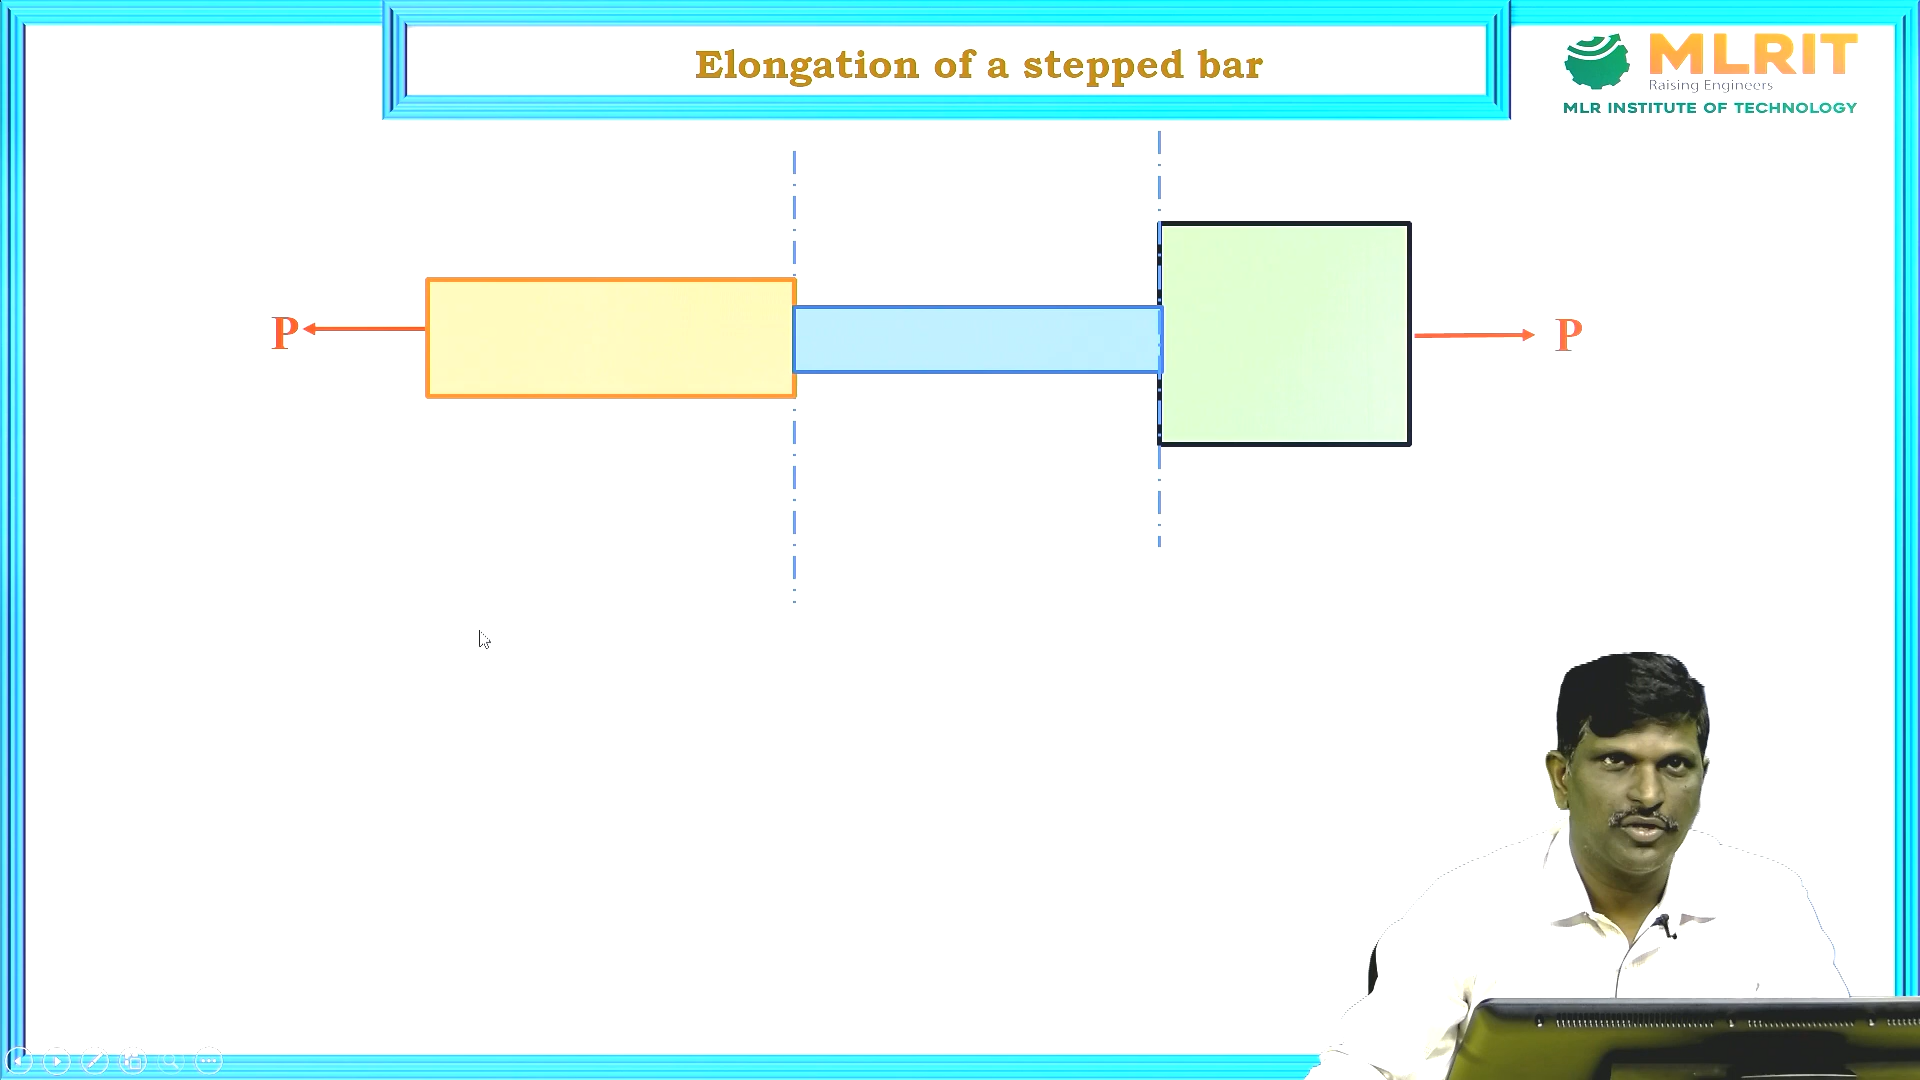 Elongation of a stepped bar
MLRIT
Raising Engineers
MLR INSTITUTE OF TECHNOLOGY
P
P